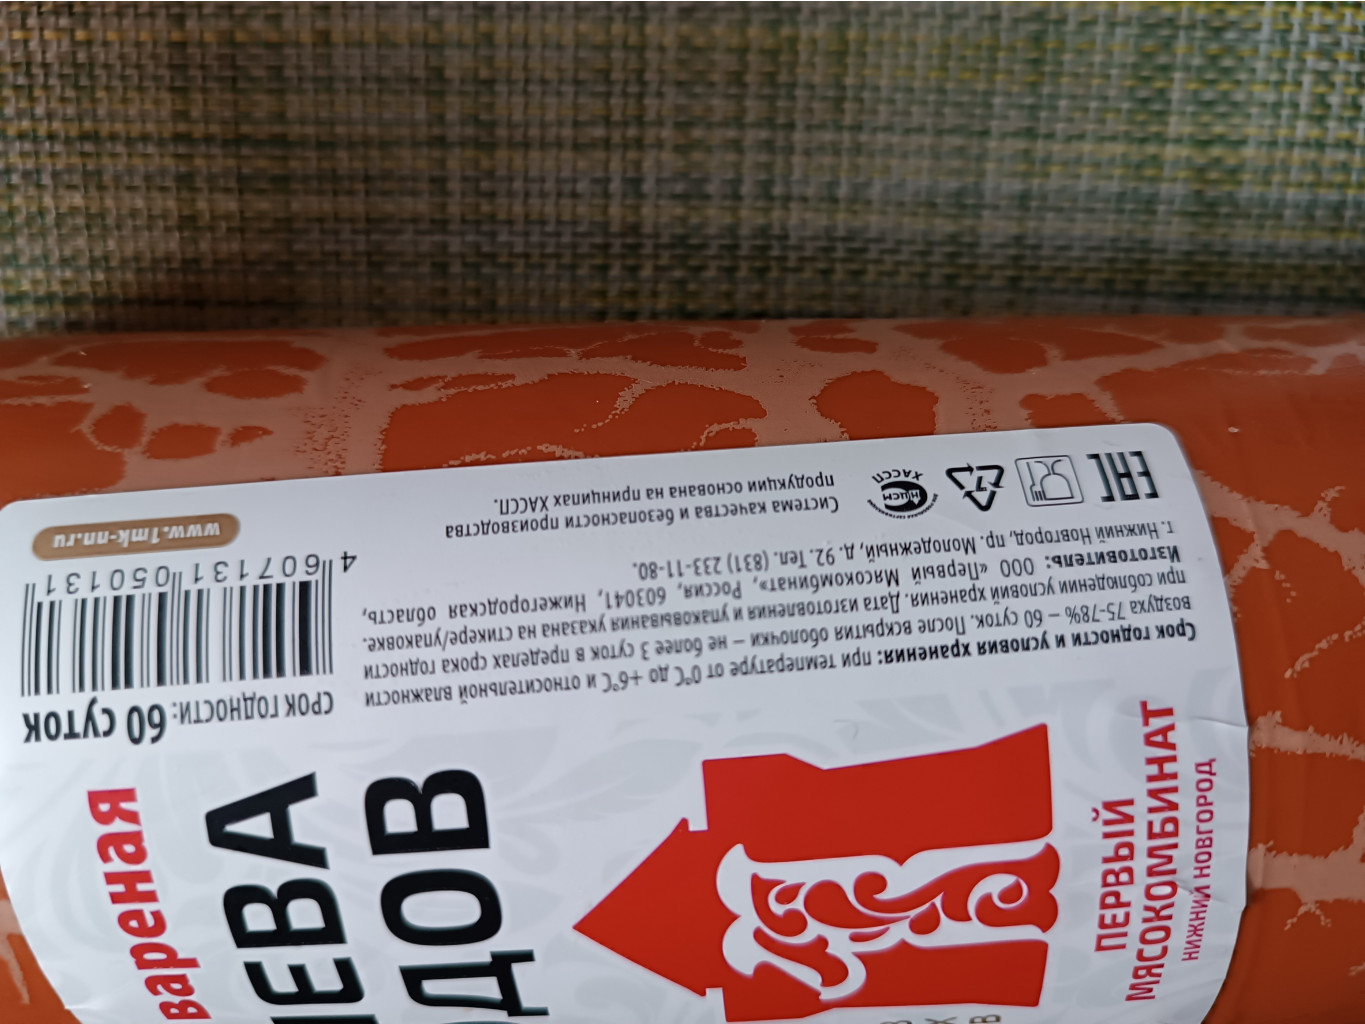 Срок годности и условия хранения: при температуре от 0°С до +6°С и относительной влажности
воздуха 75-78% – 60 суток. После вскрытия оболочки – не более 3 суток в пределах срока годности
при соблюдении условий хранения. Дата изготовления и упаковывания указана на стикере/упаковке.
Изготовитель: ООО «Первый Мясокомбинат», Россия, 603041, Нижегородская область,
г. Нижний Новгород, пр. Молодежный, д. 92. Тел. (831) 233-11-80.
Система качества и безопасности производства
продукции основана на принципах ХАССП.
ЕАС
7
НЦСМ
ХАССП
СРОК ГОДНОСТИ: 60 суток
4 607131 050131
www.1mk-nn.ru
вареная
ЕВА
ДОВ
ПЕРВЫЙ
МЯСОКОМБИНАТ
НИЖНИЙ НОВГОРОД